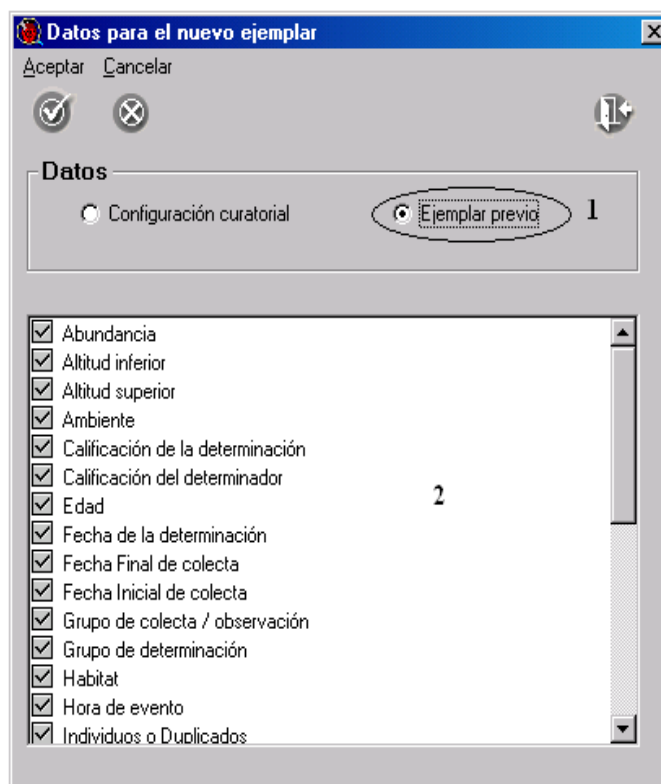 Datos para el nuevo ejemplar
Aceptar Cancelar
Datos
Configuración curatorial Ejemplar previo 1
Abundancia
Altitud inferior
Altitud superior
Ambiente
Calificación de la determinación
Calificación del determinador
2
Edad
Fecha de la determinación
Fecha Final de colecta
Fecha Inicial de colecta
Grupo de colecta / observación
Grupo de determinación
Habitat
Hora de evento
Individuos o Duplicados